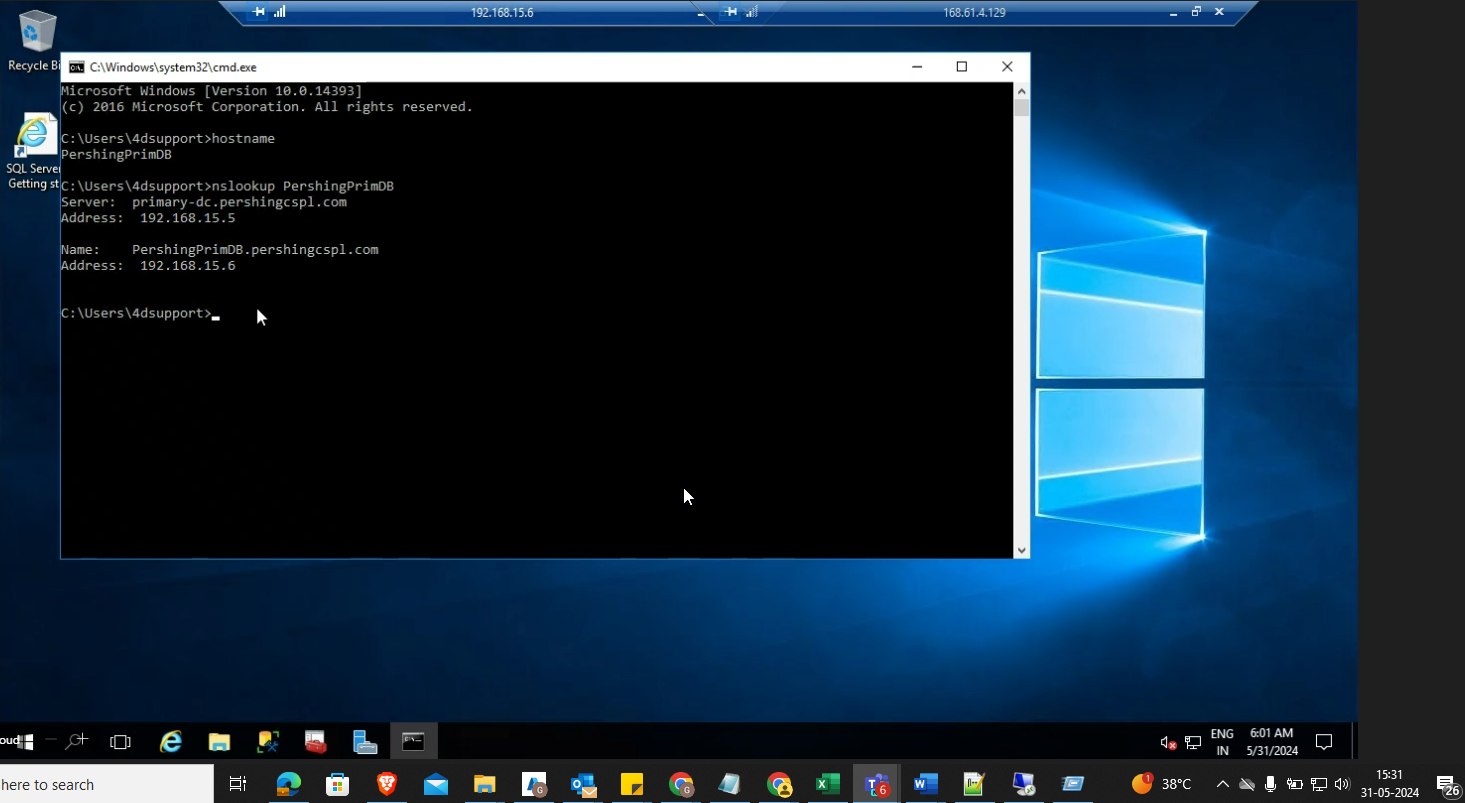 192.168.15.6
168.61.4.129
Recycle Bi
C:\Windows\system32\cmd.exe
Microsoft Windows [Version 10.0.14393]
(c) 2016 Microsoft Corporation. All rights reserved.
C:\Users\4dsupport>hostname
PershingPrimDB
SQL Serve
Getting st
C:\Users\4dsupport>nslookup PershingPrimDB
Server:  primary-dc.pershingcspl.com
Address:  192.168.15.5
Name:    PershingPrimDB.pershingcspl.com
Address:  192.168.15.6
C:\Users\4dsupport>
oud
ENG
IN
6:01 AM
5/31/2024
here to search
G
G
6
1
38°C
15:31
31-05-2024
26